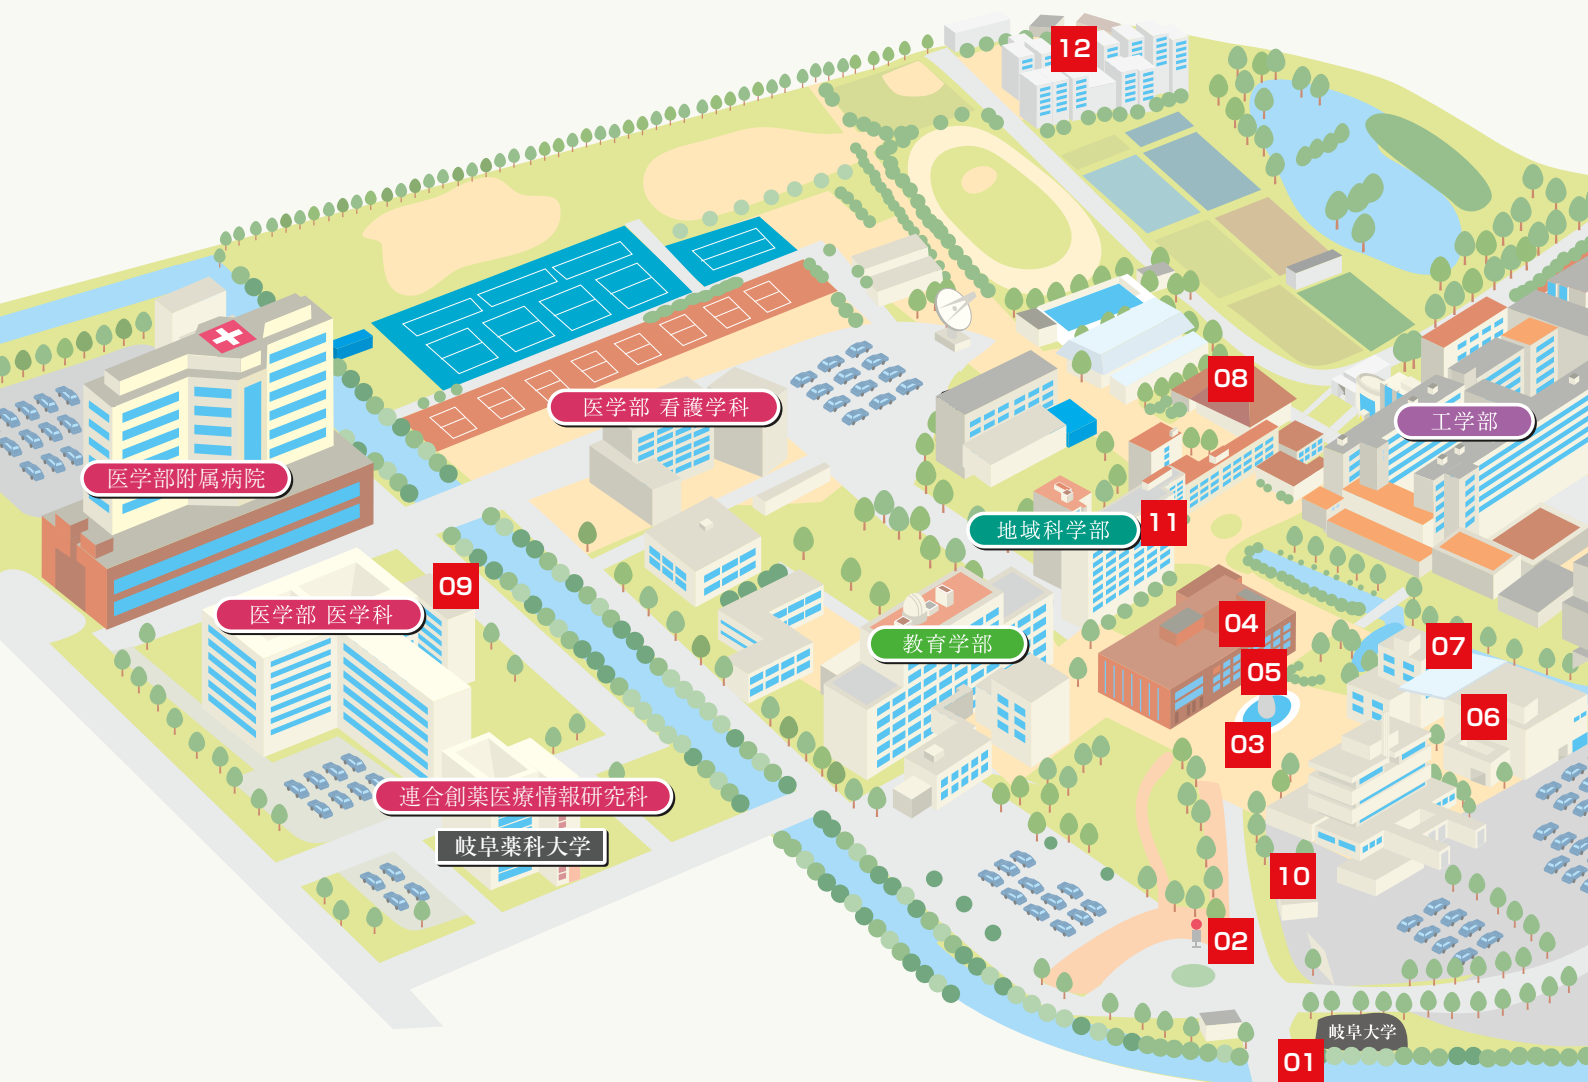 12
08
医学部 看護学科
工学部
医学部附属病院
地域科学部
11
09
医学部 医学科
04
教育学部
07
05
06
03
連合創薬医療情報研究科
岐阜薬科大学
10
02
岐阜大学
01